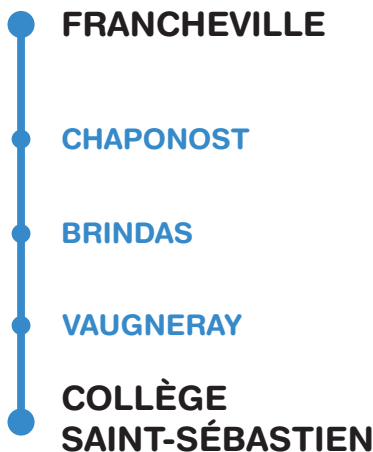 FRANCHEVILLE
CHAPONOST
BRINDAS
VAUGNERAY
COLLÈGE
SAINT-SÉBASTIEN